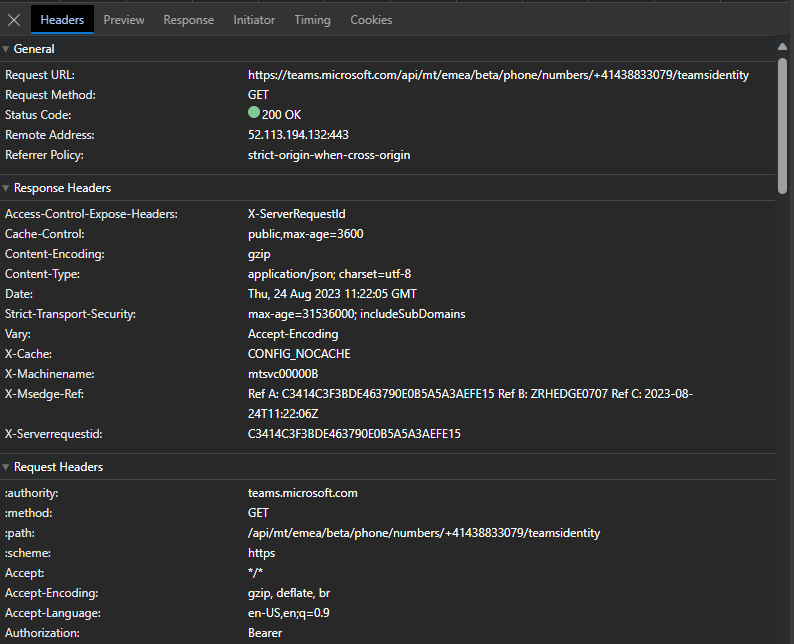 Headers Preview Response Initiator Timing Cookies
General
Request URL: https://teams.microsoft.com/api/mt/emea/beta/phone/numbers/+41438833079/teamsidentity
Request Method: GET
Status Code: 200 OK
Remote Address: 52.113.194.132:443
Referrer Policy: strict-origin-when-cross-origin
Response Headers
Access-Control-Expose-Headers: X-ServerRequestId
Cache-Control: public,max-age=3600
Content-Encoding: gzip
Content-Type: application/json; charset=utf-8
Date: Thu, 24 Aug 2023 11:22:05 GMT
Strict-Transport-Security: max-age=31536000; includeSubDomains
Vary: Accept-Encoding
X-Cache: CONFIG_NOCACHE
X-Machinename: mtsvc00000B
X-Msedge-Ref: Ref A: C3414C3F3BDE463790E0B5A5A3AEFE15 Ref B: ZRHEDGE0707 Ref C: 2023-08-
24T11:22:06Z
X-Serverrequestid: C3414C3F3BDE463790E0B5A5A3AEFE15
Request Headers
:authority: teams.microsoft.com
:method: GET
:path: /api/mt/emea/beta/phone/numbers/+41438833079/teamsidentity
:scheme: https
Accept: */*
Accept-Encoding: gzip, deflate, br
Accept-Language: en-US,en;q=0.9
Authorization: Bearer